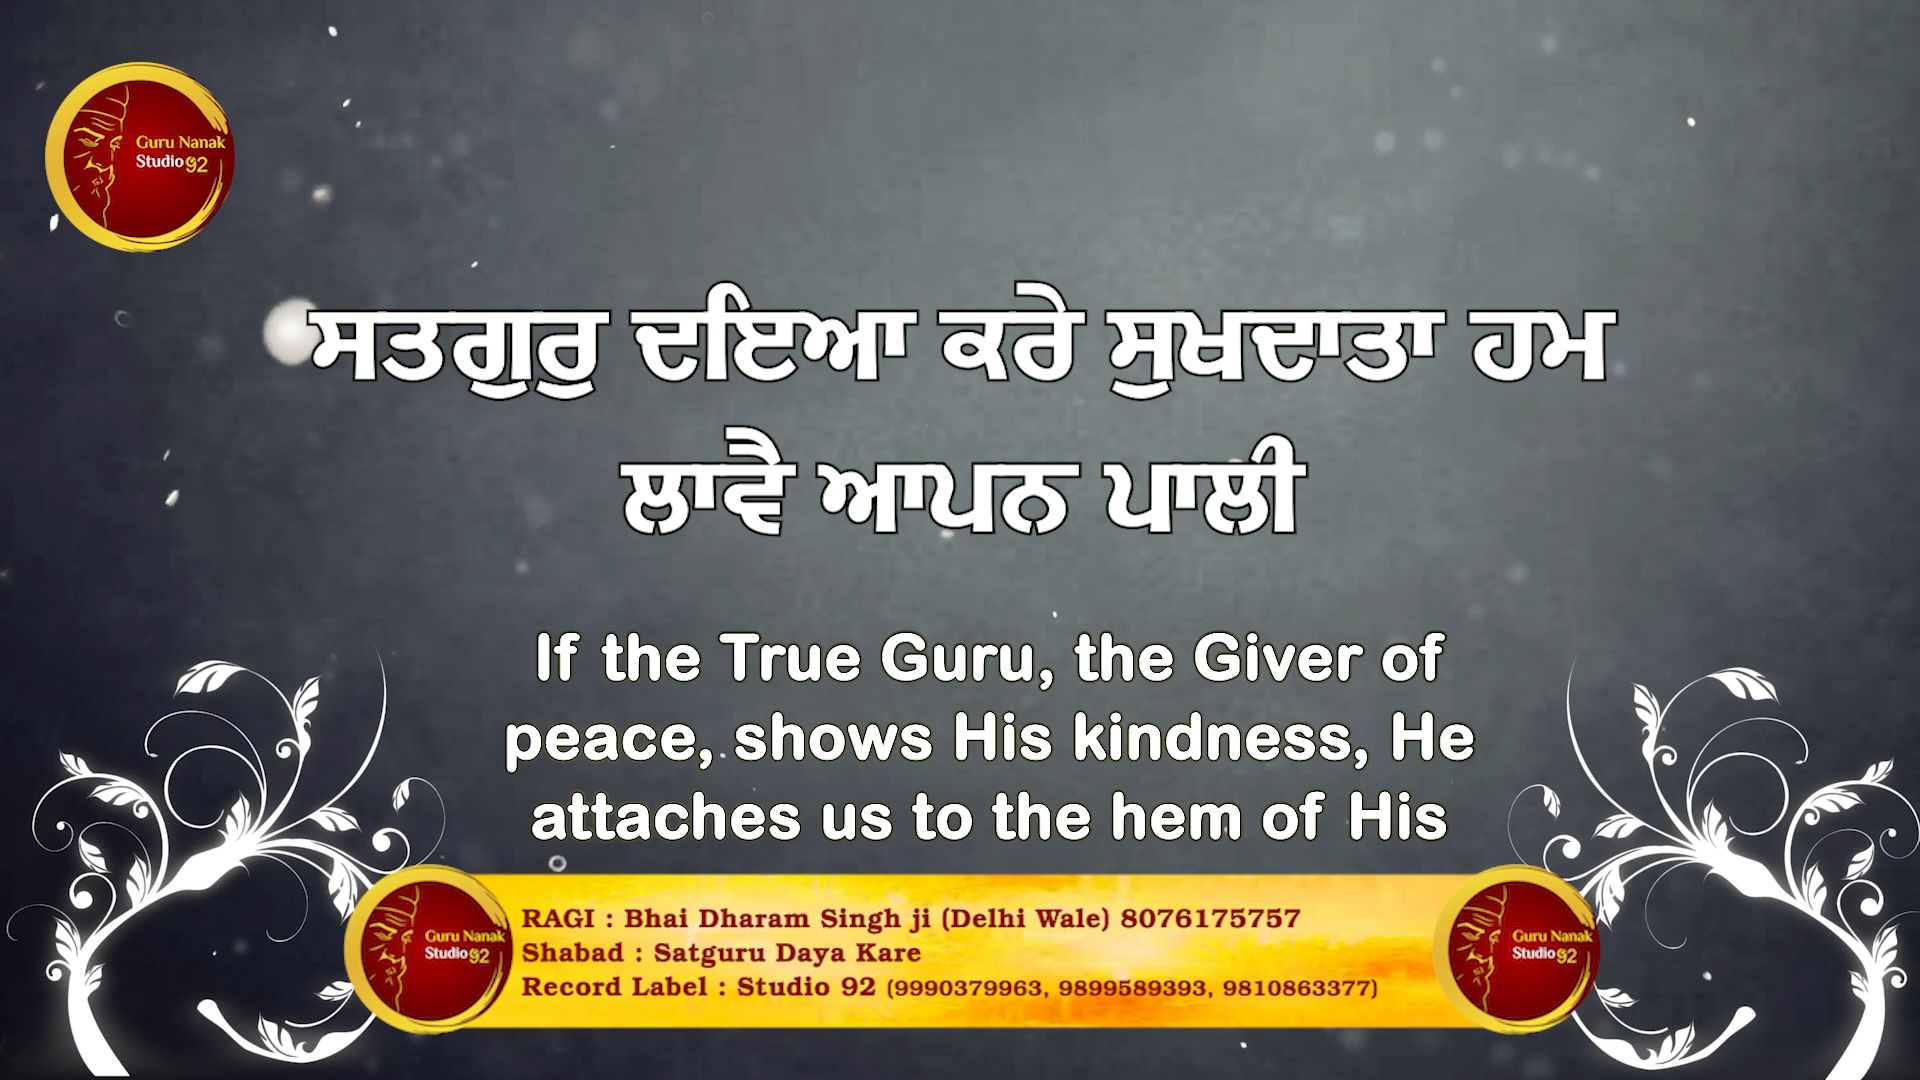 Guru Nanak
Studio 92
ਸਤਗੁਰੁ ਦਇਆ ਕਰੇ ਸੁਖਦਾਤਾ ਹਮ
ਲਾਵੈ ਆਪਨ ਪਾਲੀ
If the True Guru, the Giver of
peace, shows His kindness, He
attaches us to the hem of His
Guru Nanak
Studio 92
RAGI : Bhai Dharam Singh ji (Delhi Wale) 8076175757
Shabad : Satguru Daya Kare
Record Label : Studio 92 (9990379963, 9899589393, 9810863377)
Guru Nanak
Studio 92